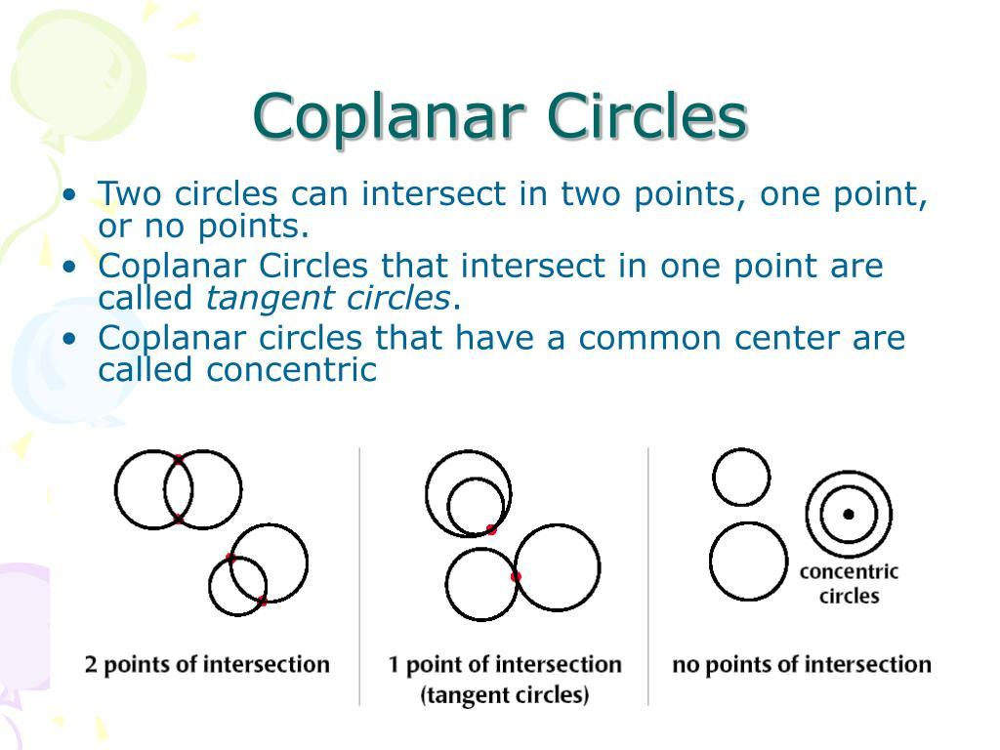 Coplanar Circles
• Two circles can intersect in two points, one point,
or no points.
• Coplanar Circles that intersect in one point are
called tangent circles.
• Coplanar circles that have a common center are
called concentric
concentric
circles
2 points of intersection
1 point of intersection
(tangent circles)
no points of intersection